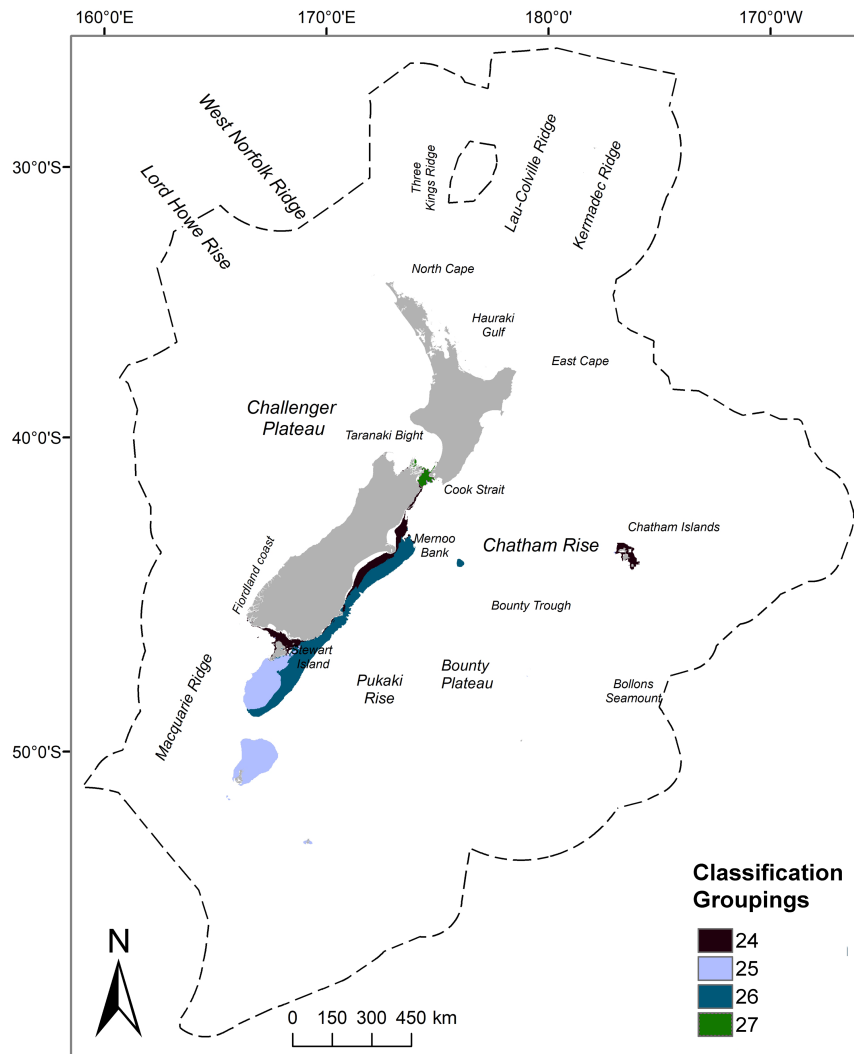 160°0'E
170°0'E
180°0'
170°0'W
30°0'S
40°0'S
50°0'S
West Norfolk Ridge
Lord Howe Rise
Three
Kings Ridge
Lau-Colville Ridge
Kermadec Ridge
North Cape
Hauraki
Gulf
East Cape
Challenger
Plateau
Taranaki Bight
Cook Strait
Mernoo
Bank
Chatham Rise
Chatham Islands
Fiordland coast
Bounty Trough
Stewart
Island
Macquarie Ridge
Pukaki
Rise
Bounty
Plateau
Bollons
Seamount
Classification
Groupings
24
25
26
27
N
0 150 300 450 km